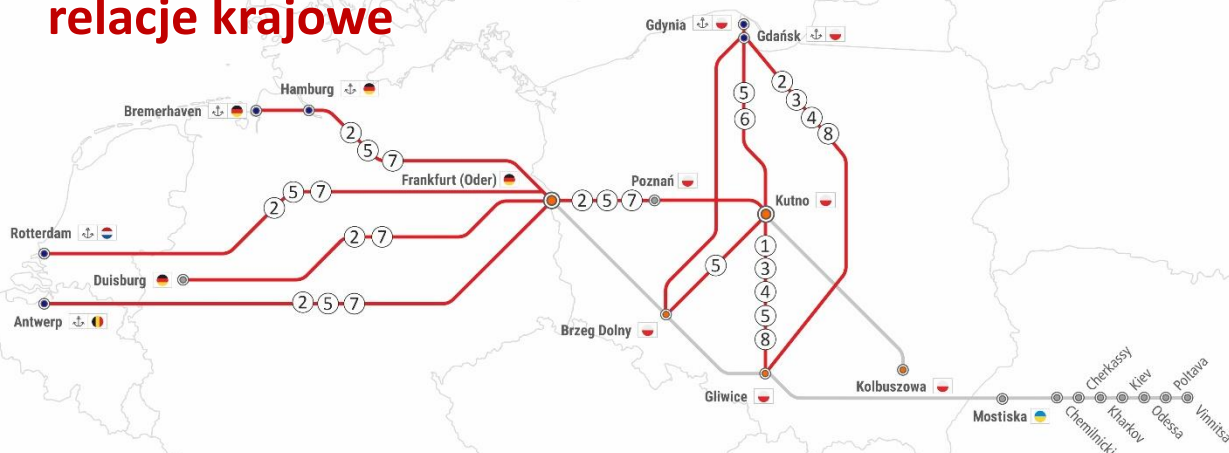 relacje krajowe
Gdynia
Gdańsk
Hamburg
Bremerhaven
2
5
7
5
6
2
3
4
8
Frankfurt (Oder)
2 5 7
Poznań
Kutno
2 5 7
Rotterdam
2 7
Duisburg
2 5 7
Antwerp
5
1
3
4
5
8
Brzeg Dolny
Gliwice
Kolbuszowa
Mostiska
Chemilnicki
Cherkassy
Kharkov
Kiev
Odessa
Poltava
Vinnitsa